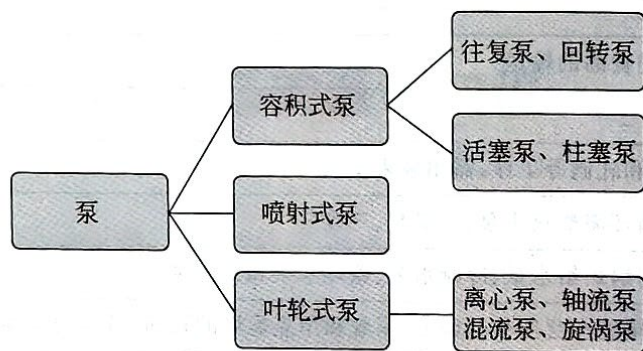 往复泵、回转泵
容积式泵
活塞泵、柱塞泵
泵
喷射式泵
叶轮式泵
离心泵、轴流泵
混流泵、旋涡泵